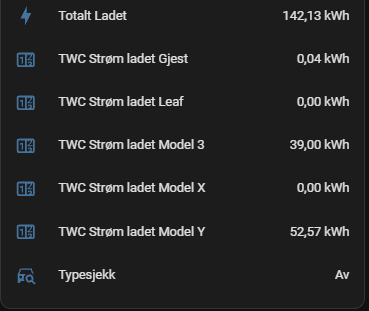 Totalt Ladet 142,13 kWh
TWC Strøm ladet Gjest 0,04 kWh
TWC Strøm ladet Leaf 0,00 kWh
TWC Strøm ladet Model 3 39,00 kWh
TWC Strøm ladet Model X 0,00 kWh
TWC Strøm ladet Model Y 52,57 kWh
Typesjekk Av